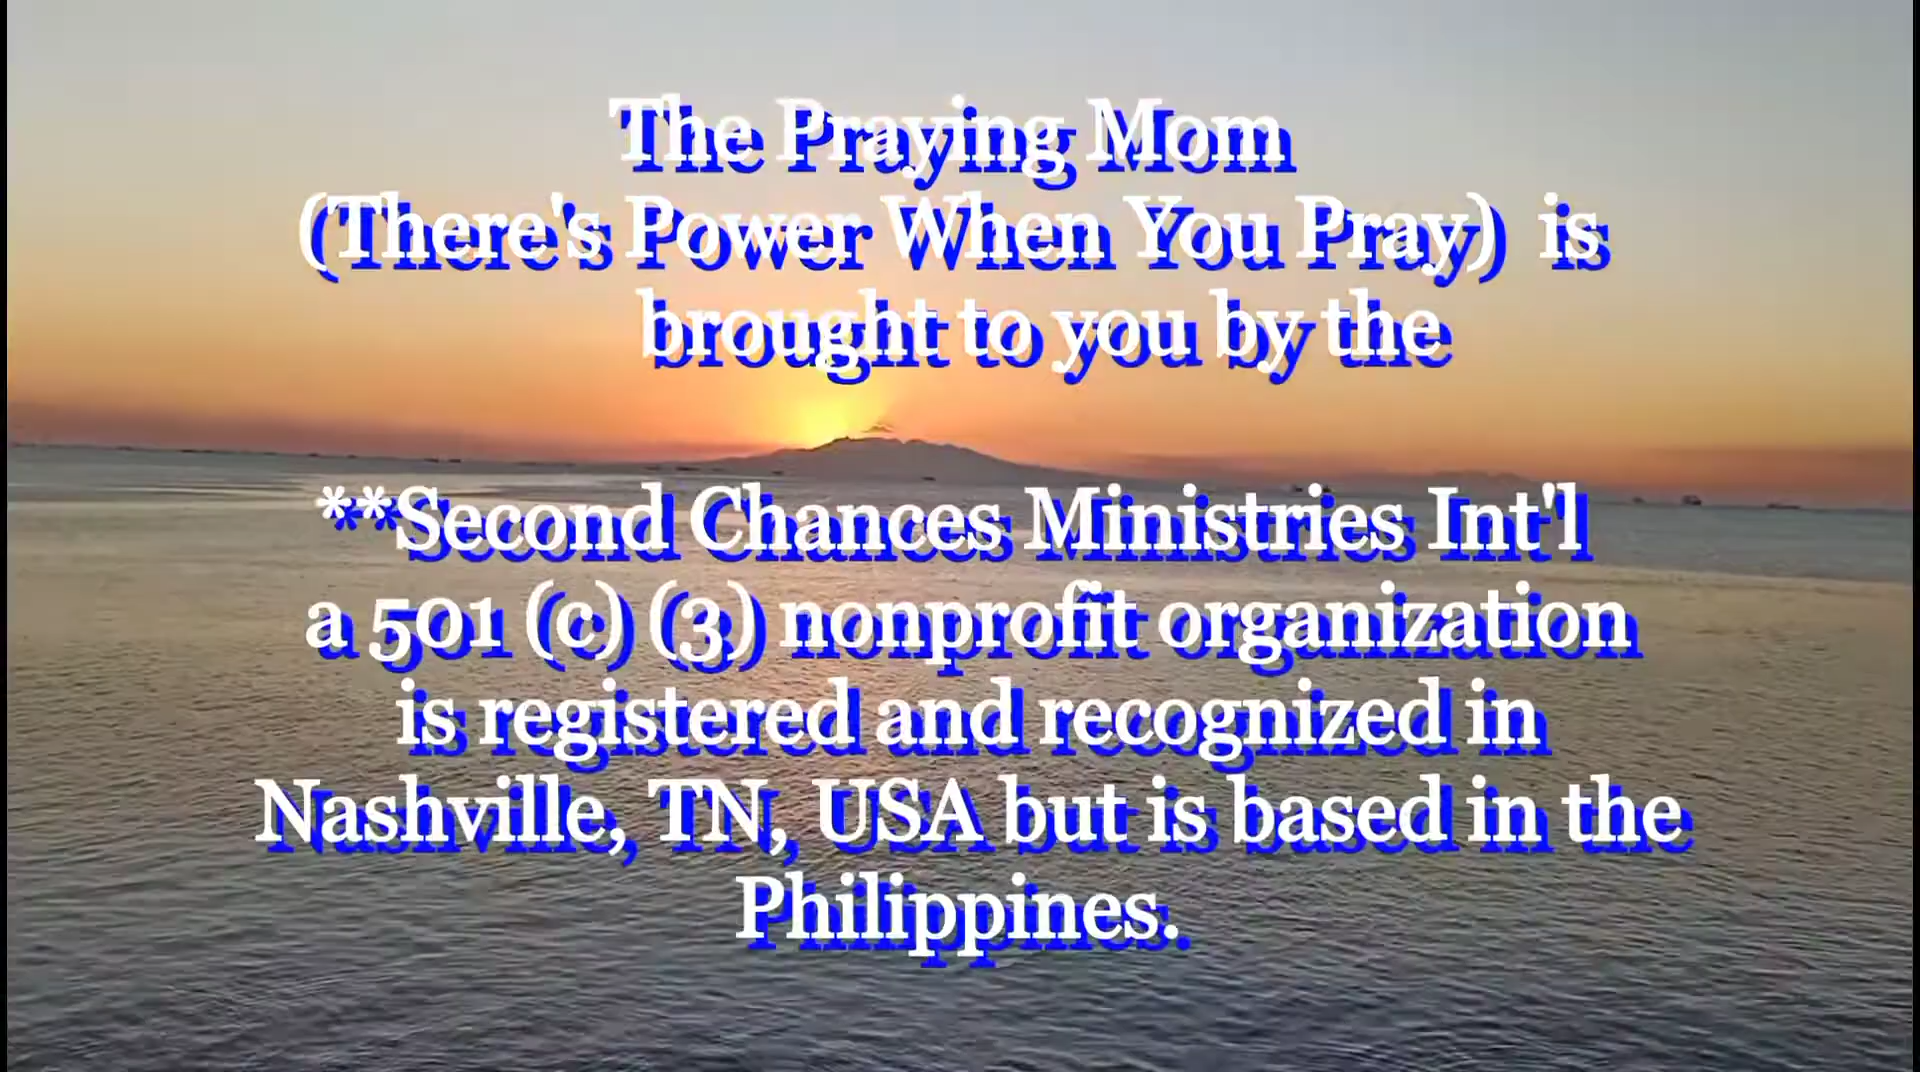 The Praying Mom
(There's Power When You Pray) is
brought to you by the
**Second Chances Ministries Int'l
a 501 (c) (3) nonprofit organization
is registered and recognized in
Nashville, TN, USA but is based in the
Philippines.